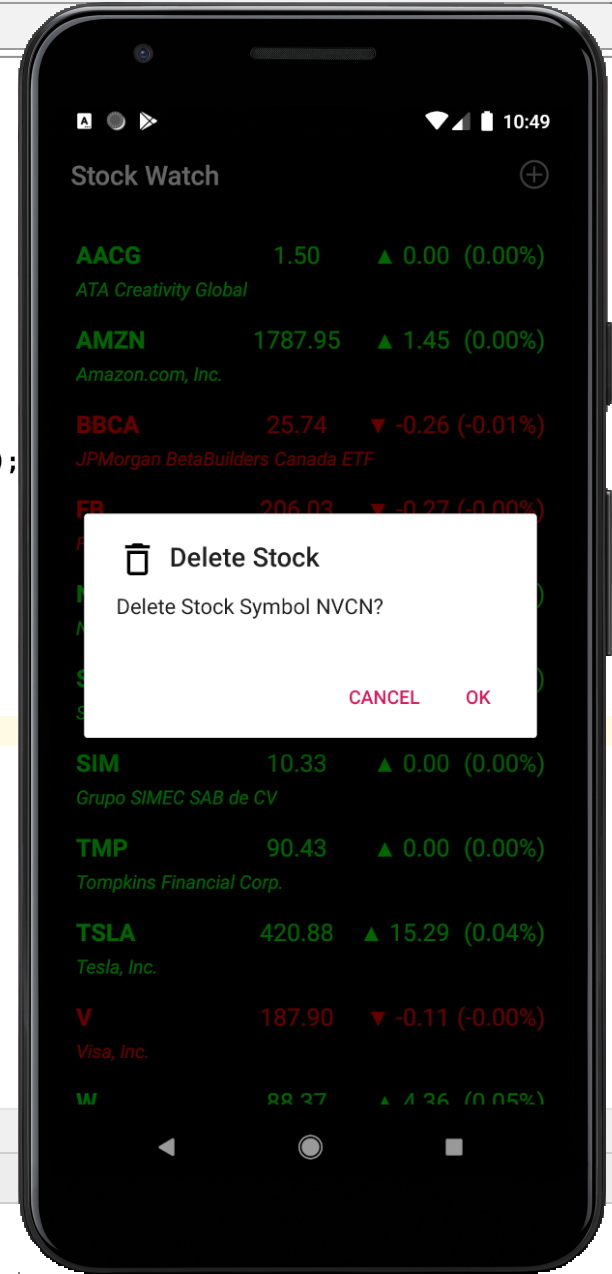 10:49
Stock Watch
AACG 1.50 ▲ 0.00 (0.00%)
ATA Creativity Global
AMZN 1787.95 ▲ 1.45 (0.00%)
Amazon.com, Inc.
BBCA 25.74 ▼ -0.26 (-0.01%)
JPMorgan BetaBuilders Canada ETF
);
FB 206.03 ▼ -0.27 (-0.00%)
Delete Stock
Delete Stock Symbol NVCN?
CANCEL OK
SIM 10.33 ▲ 0.00 (0.00%)
Grupo SIMEC SAB de CV
TMP 90.43 ▲ 0.00 (0.00%)
Tompkins Financial Corp.
TSLA 420.88 ▲ 15.29 (0.04%)
Tesla, Inc.
V 187.90 ▼ -0.11 (-0.00%)
Visa, Inc.
W 88.37 ▲ 4.36 (0.05%)